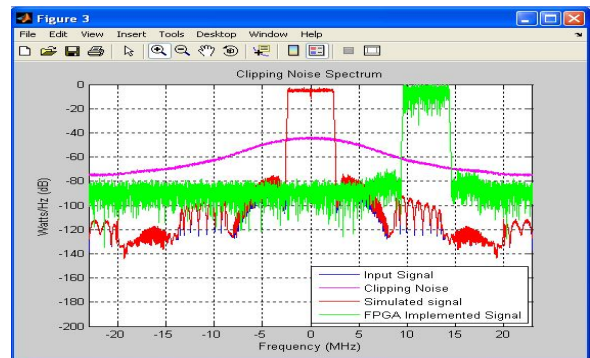 Figure 3
File Edit View Insert Tools Desktop Window Help
Clipping Noise Spectrum
0
-20
-40
-60
-80
-100
-120
-140
-160
-180
-200
Watts/Hz (dB)
-20 -15 -10 -5 0 5 10 15 20
Frequency (MHz)
Input Signal
Clipping Noise
Simulated signal
FPGA Implemented Signal